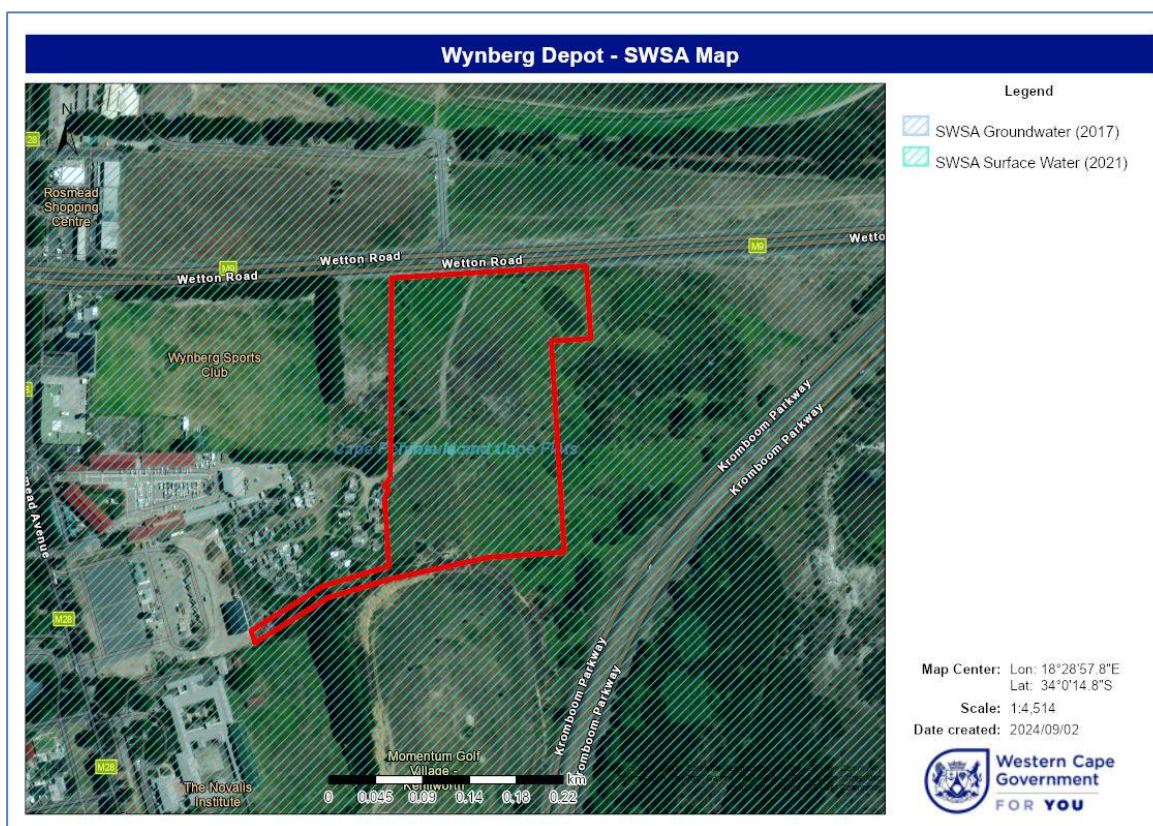 Wynberg Depot - SWSA Map
N
Legend
SWSA Groundwater (2017)
SWSA Surface Water (2021)
28
Rosmead
Shopping
Centre
M9
Wetton Road
Wetton Road
Wetton Road
M9
Wetto
Wynberg Sports
Club
Kromboom Parkway
Kromboom Parkway
mead Avenue
M28
Kromboom Parkway
Kromboom Parkway
M28
The Novalis
Institute
Momentum Golf
Village -
Kenilworth
km
0 0.045 0.09 0.14 0.18 0.22
Map Center: Lon: 18°28'57.8"E
Lat: 34°0'14.8"S
Scale: 1:4,514
Date created: 2024/09/02
Western Cape
Government
FOR YOU